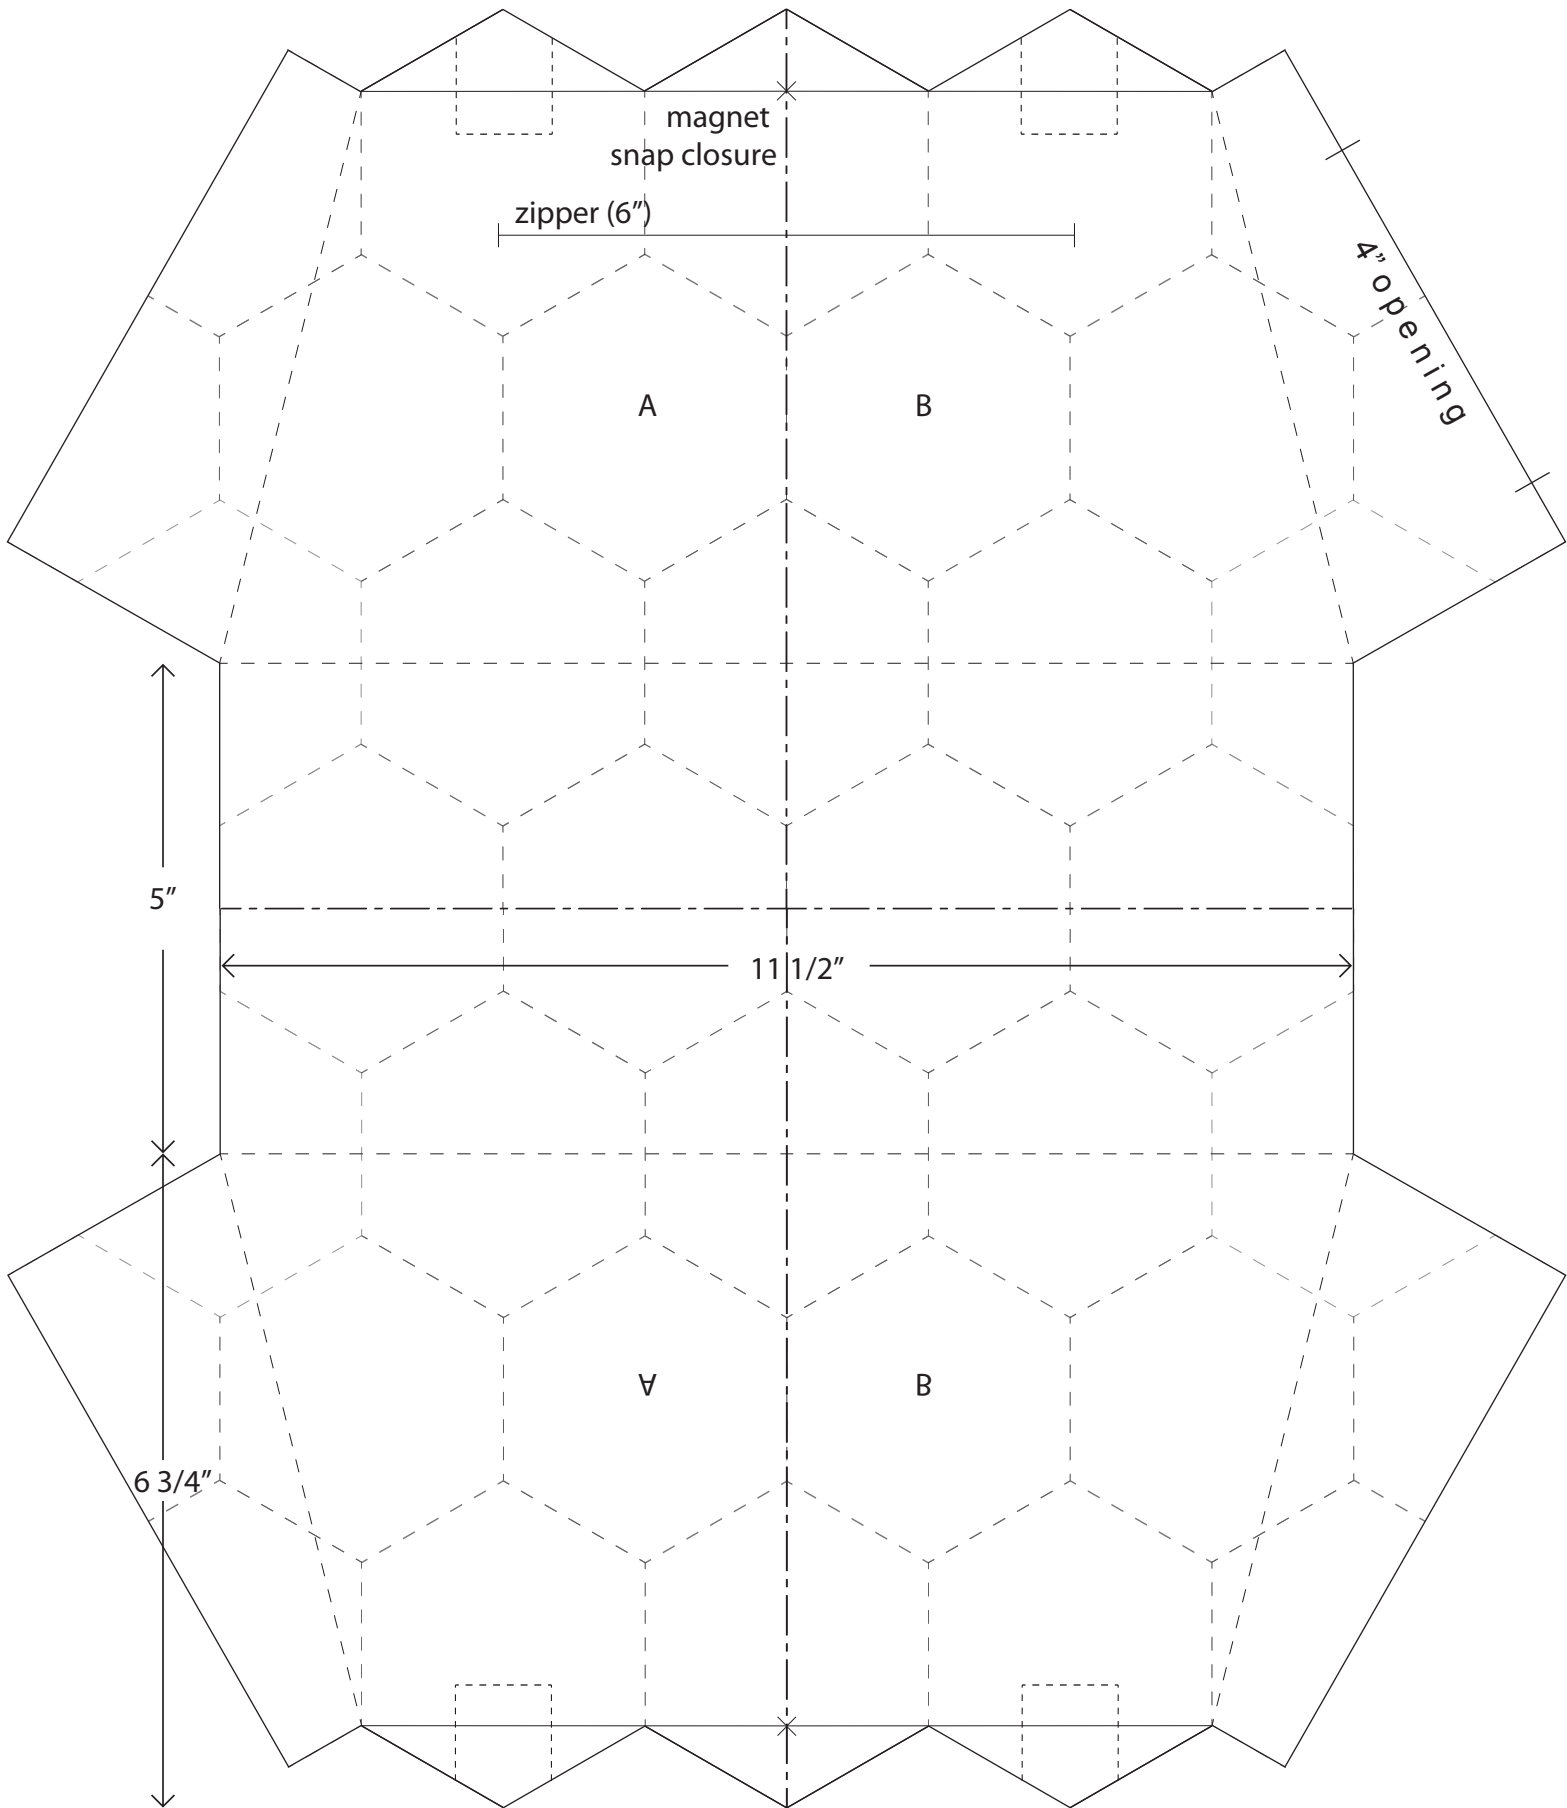 magnet
snap closure
zipper (6")
4" opening
A
B
5"
11 1/2"
A
B
6 3/4"